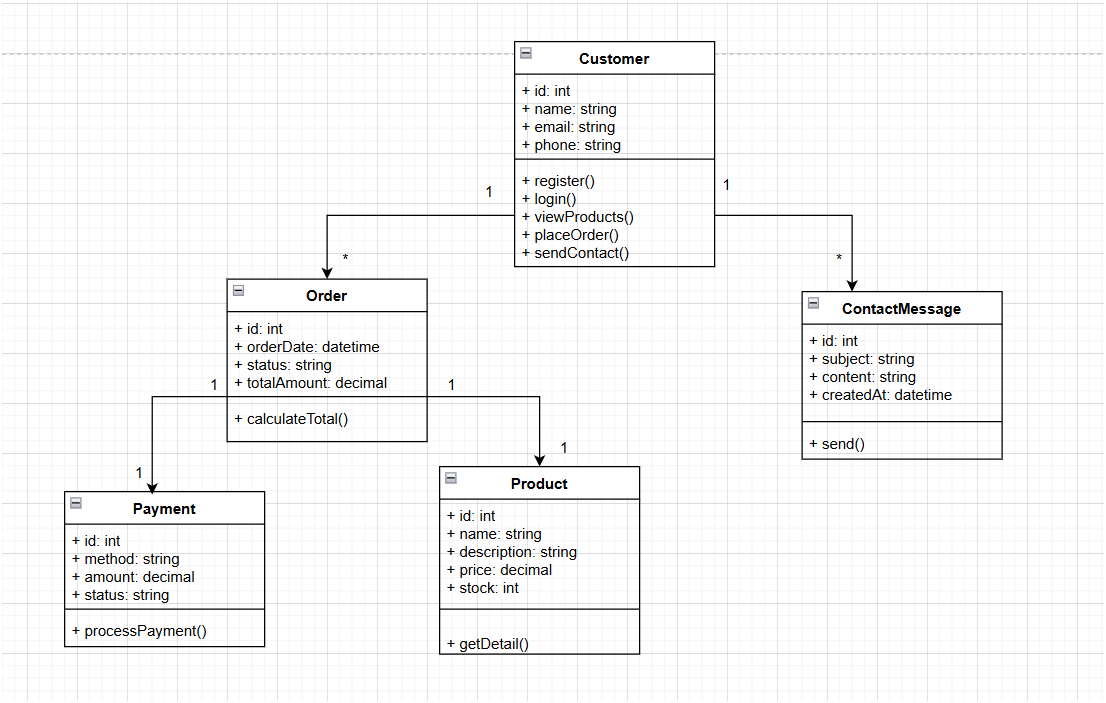 Customer
+ id: int
+ name: string
+ email: string
+ phone: string
+ register()
+ login()
+ viewProducts()
+ placeOrder()
+ sendContact()
1
1
*
*
Order
+ id: int
+ orderDate: datetime
+ status: string
+ totalAmount: decimal
+ calculateTotal()
ContactMessage
+ id: int
+ subject: string
+ content: string
+ createdAt: datetime
+ send()
1
1
1
1
Payment
+ id: int
+ method: string
+ amount: decimal
+ status: string
+ processPayment()
Product
+ id: int
+ name: string
+ description: string
+ price: decimal
+ stock: int
+ getDetail()